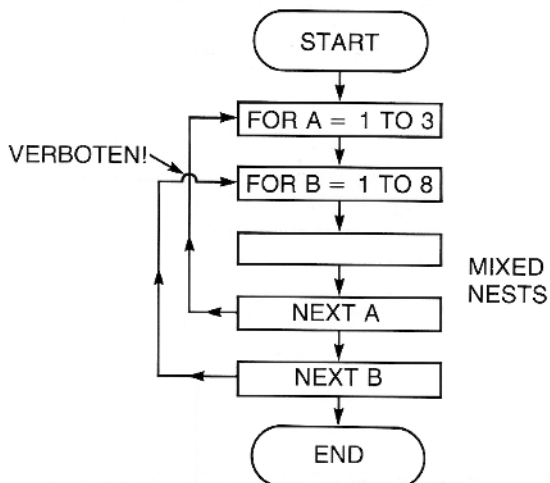 START
FOR A = 1 TO 3
VERBOTEN!
FOR B = 1 TO 8
MIXED
NESTS
NEXT A
NEXT B
END